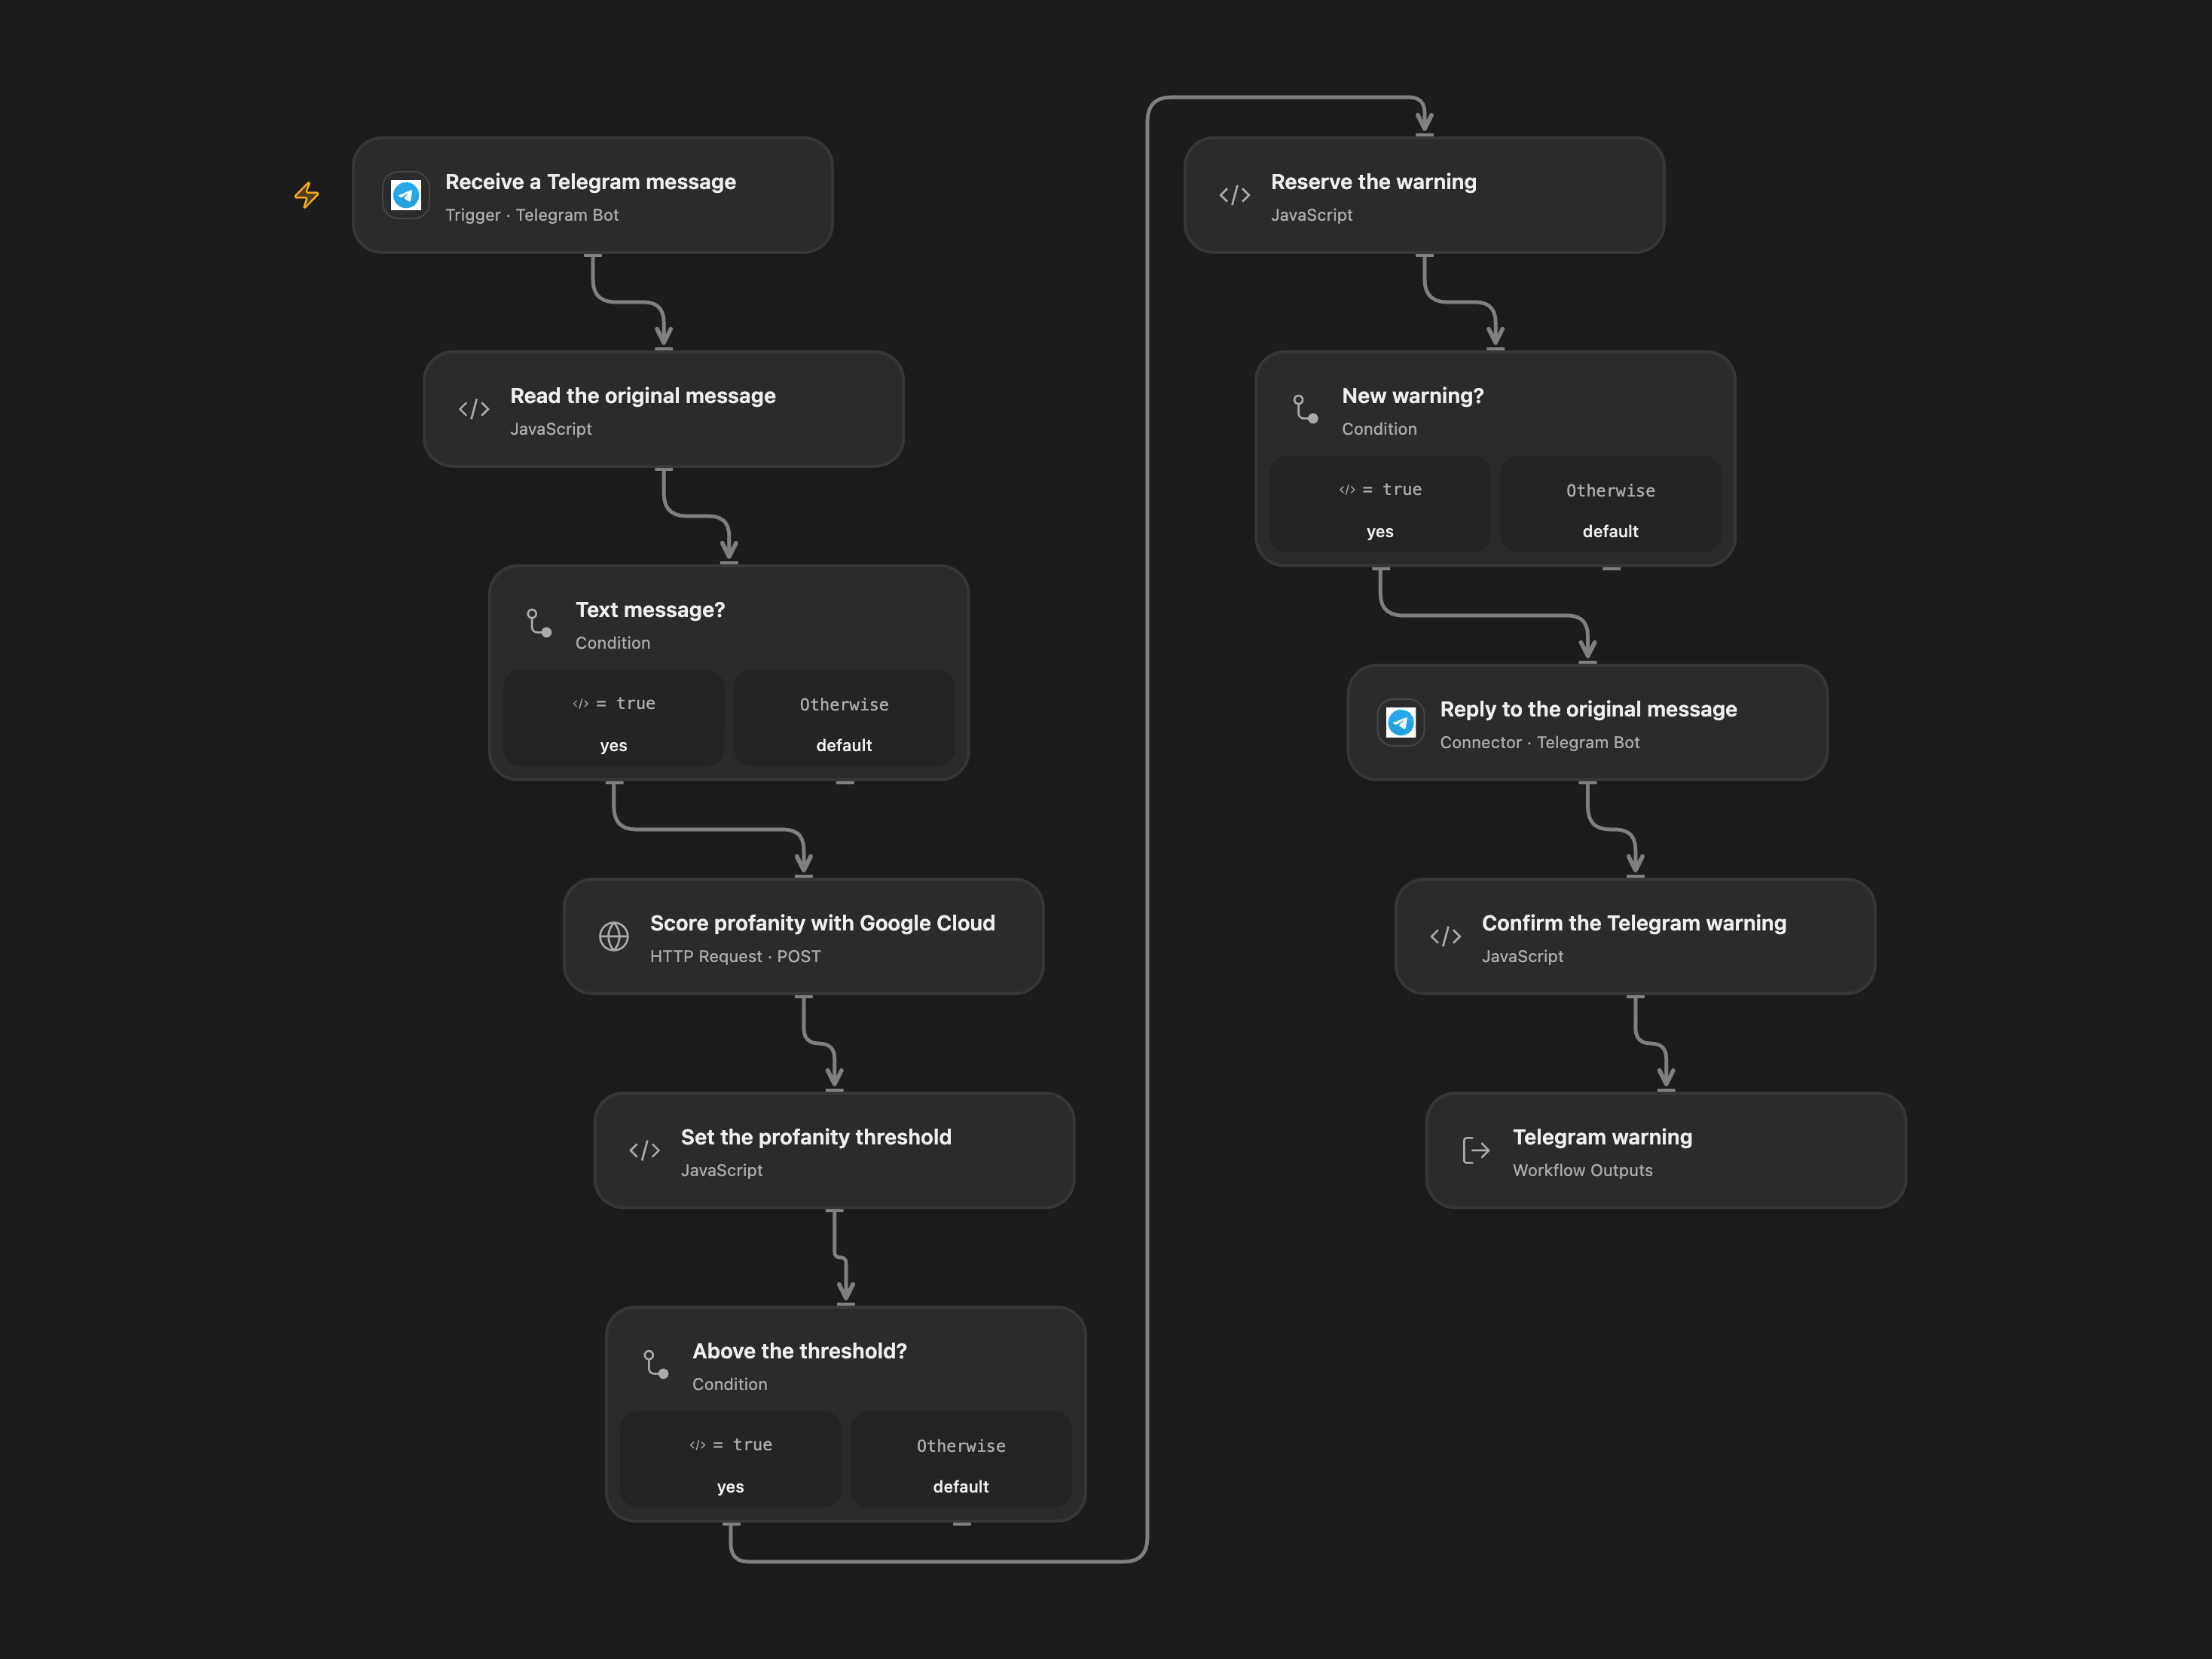 Receive a Telegram message
Trigger · Telegram Bot
Read the original message
JavaScript
Text message?
Condition
</> = true
yes
Otherwise
default
Score profanity with Google Cloud
HTTP Request · POST
Set the profanity threshold
JavaScript
Above the threshold?
Condition
</> = true
yes
Otherwise
default
Reserve the warning
JavaScript
New warning?
Condition
</> = true
yes
Otherwise
default
Reply to the original message
Connector · Telegram Bot
Confirm the Telegram warning
JavaScript
Telegram warning
Workflow Outputs